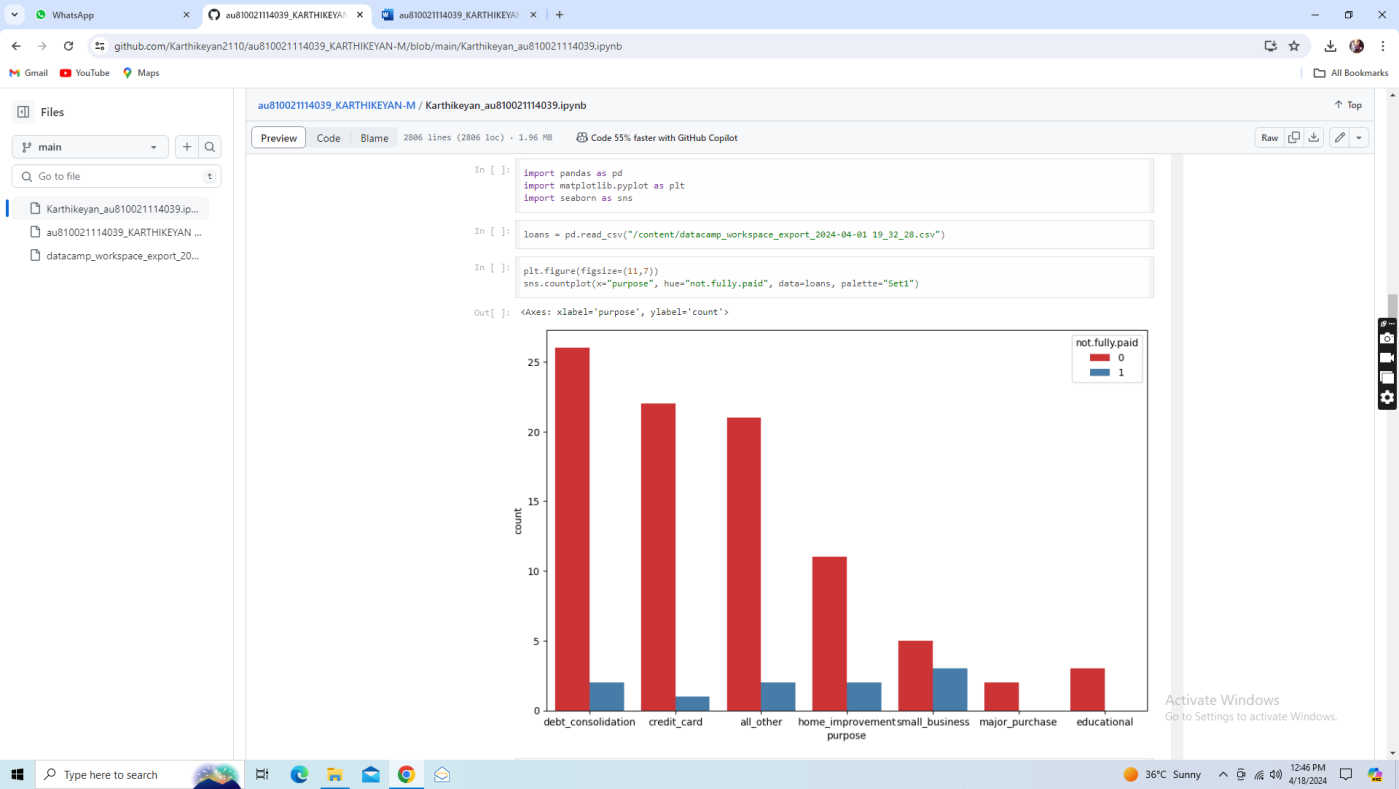 WhatsApp
au810021114039_KARTHIKEYAN
au810021114039_KARTHIKEYAN
github.com/Karthikeyan2110/au810021114039_KARTHIKEYAN-M/blob/main/Karthikeyan_au810021114039.ipynb
Gmail YouTube Maps All Bookmarks
Files
main
Go to file t
Karthikeyan_au810021114039.ip...
au810021114039_KARTHIKEYAN ...
datacamp_workspace_export_20...
au810021114039_KARTHIKEYAN-M / Karthikeyan_au810021114039.ipynb Top
Preview Code Blame 2806 lines (2806 loc) · 1.96 MB Code 55% faster with GitHub Copilot Raw
In [ ]: import pandas as pd
import matplotlib.pyplot as plt
import seaborn as sns
In [ ]: loans = pd.read_csv("/content/datacamp_workspace_export_2024-04-01 19_32_28.csv")
In [ ]: plt.figure(figsize=(11,7))
sns.countplot(x="purpose", hue="not.fully.paid", data=loans, palette="Set1")
Out[ ]: <Axes: xlabel='purpose', ylabel='count'>
not.fully.paid
0
1
25
20
15
10
5
0
count
debt_consolidation credit_card all_other home_improvement small_business major_purchase educational
purpose
Activate Windows
Go to Settings to activate Windows.
Type here to search
36°C Sunny
12:46 PM
4/18/2024